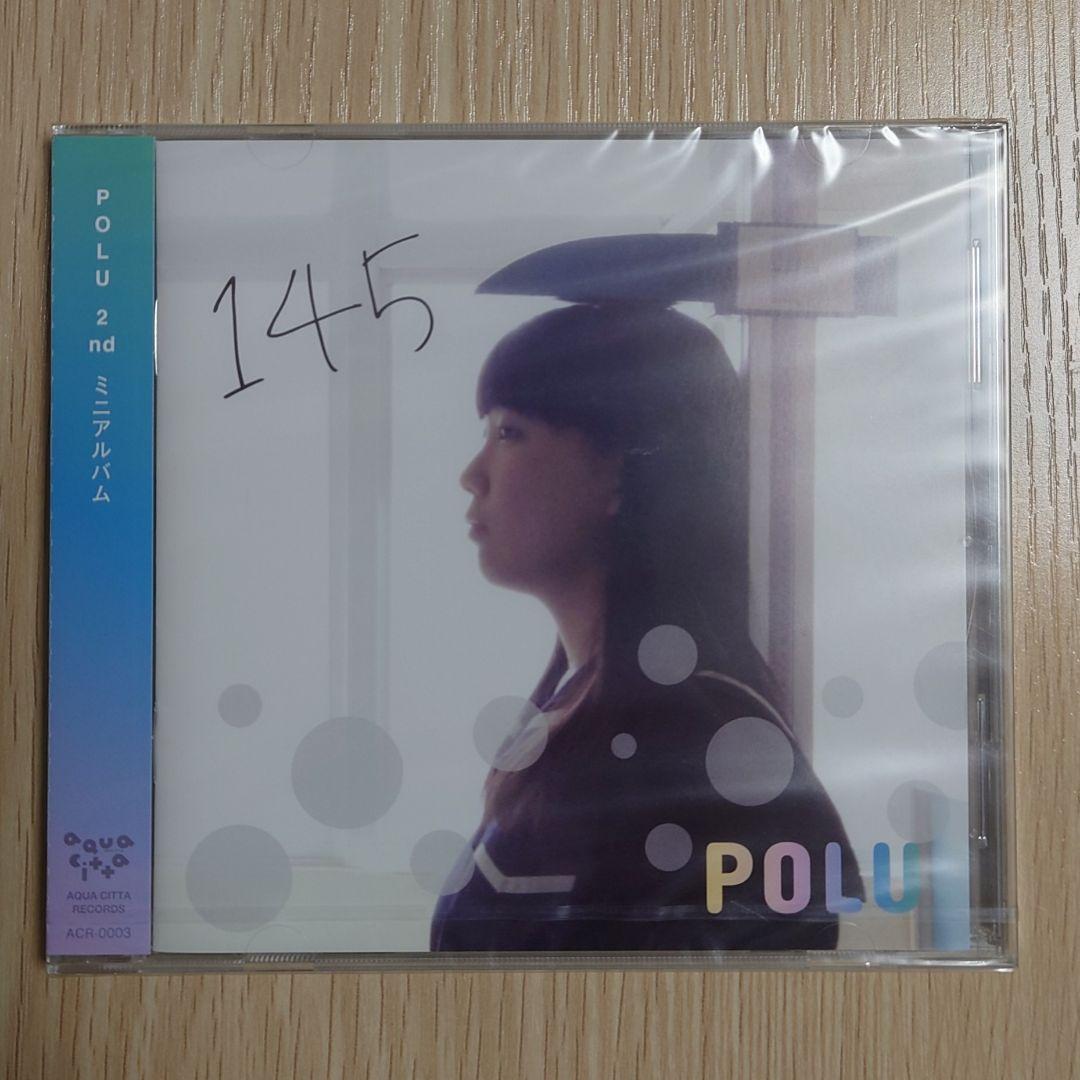 POLU 2nd ミニアルバム
aqua
citta
AQUA CITTA
RECORDS
ACR-0003
145
POLU